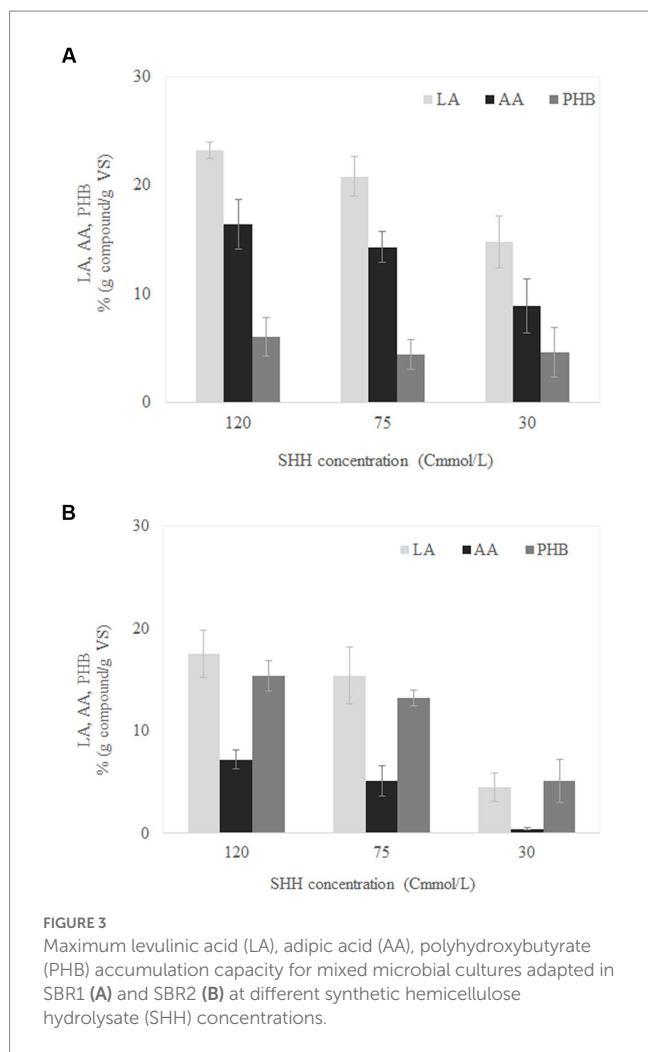 A
30
LA AA PHB
20
10
0
LA, AA, PHB
% (g compound/g VS)
120 75 30
SHH concentration (Cmmol/L)
B
30
LA AA PHB
20
10
0
LA, AA, PHB
% (g compound/g VS)
120 75 30
SHH concentration (Cmmol/L)
FIGURE 3
Maximum levulinic acid (LA), adipic acid (AA), polyhydroxybutyrate
(PHB) accumulation capacity for mixed microbial cultures adapted in
SBR1 (A) and SBR2 (B) at different synthetic hemicellulose
hydrolysate (SHH) concentrations.